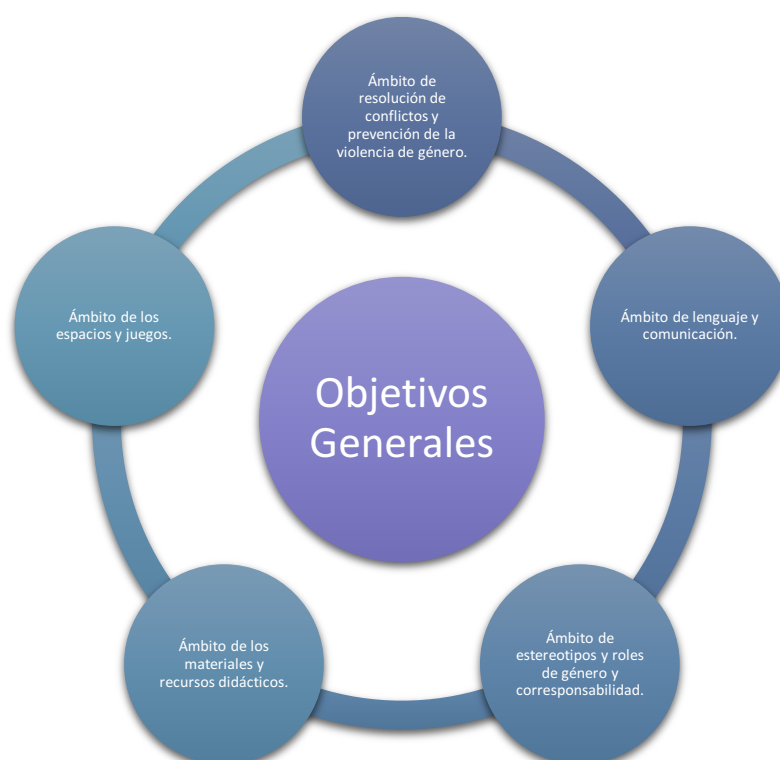 Ámbito de
resolución de
conflictos y
prevención de la
violencia de género.
Ámbito de lenguaje y
comunicación.
Ámbito de
estereotipos y roles
de género y
corresponsabilidad.
Ámbito de los
materiales y
recursos didácticos.
Ámbito de los
espacios y juegos.
Objetivos
Generales